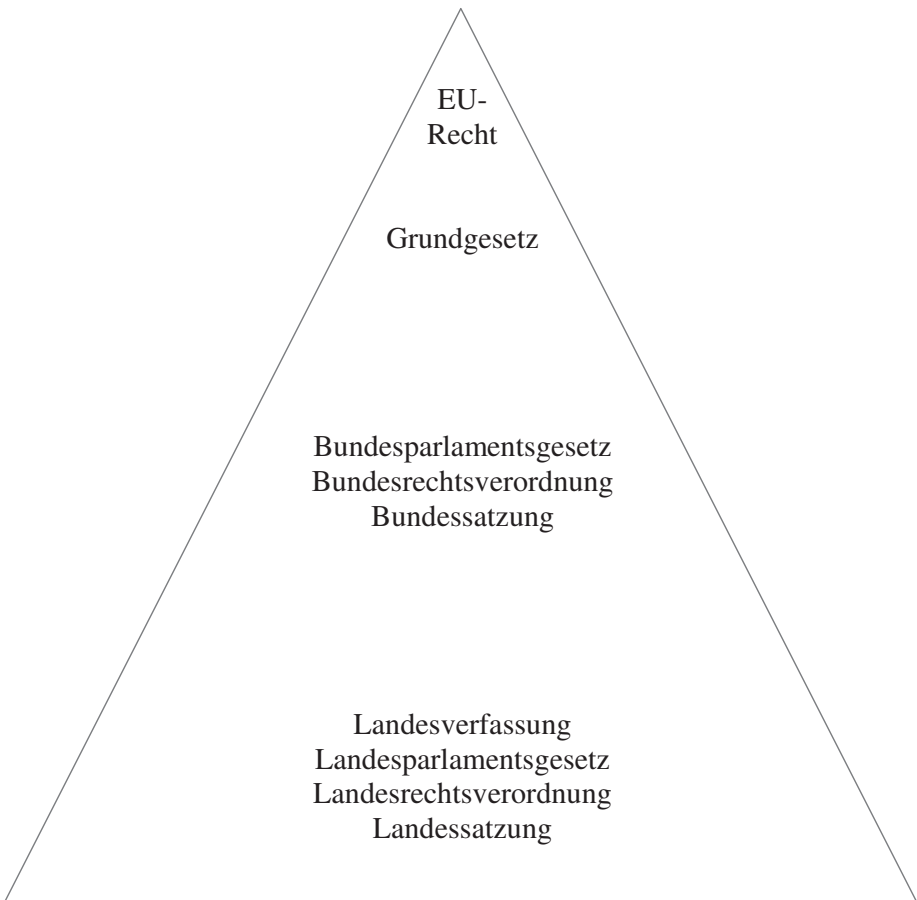 EU-
Recht
Grundgesetz
Bundesparlamentsgesetz
Bundesrechtsverordnung
Bundessatzung
Landesverfassung
Landesparlamentsgesetz
Landesrechtsverordnung
Landessatzung